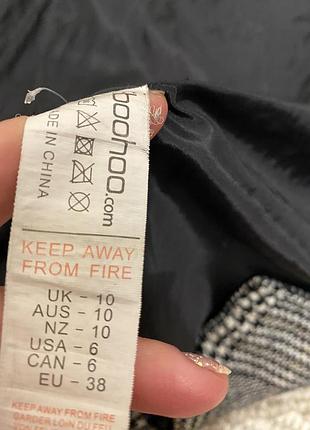 boohoo.com
MADE IN CHINA
KEEP AWAY
FROM FIRE
UK - 10
AUS - 10
NZ - 10
USA - 6
CAN - 6
EU - 38
KEEP AWAY FROM FIRE
GARDER LOIN DU FEU